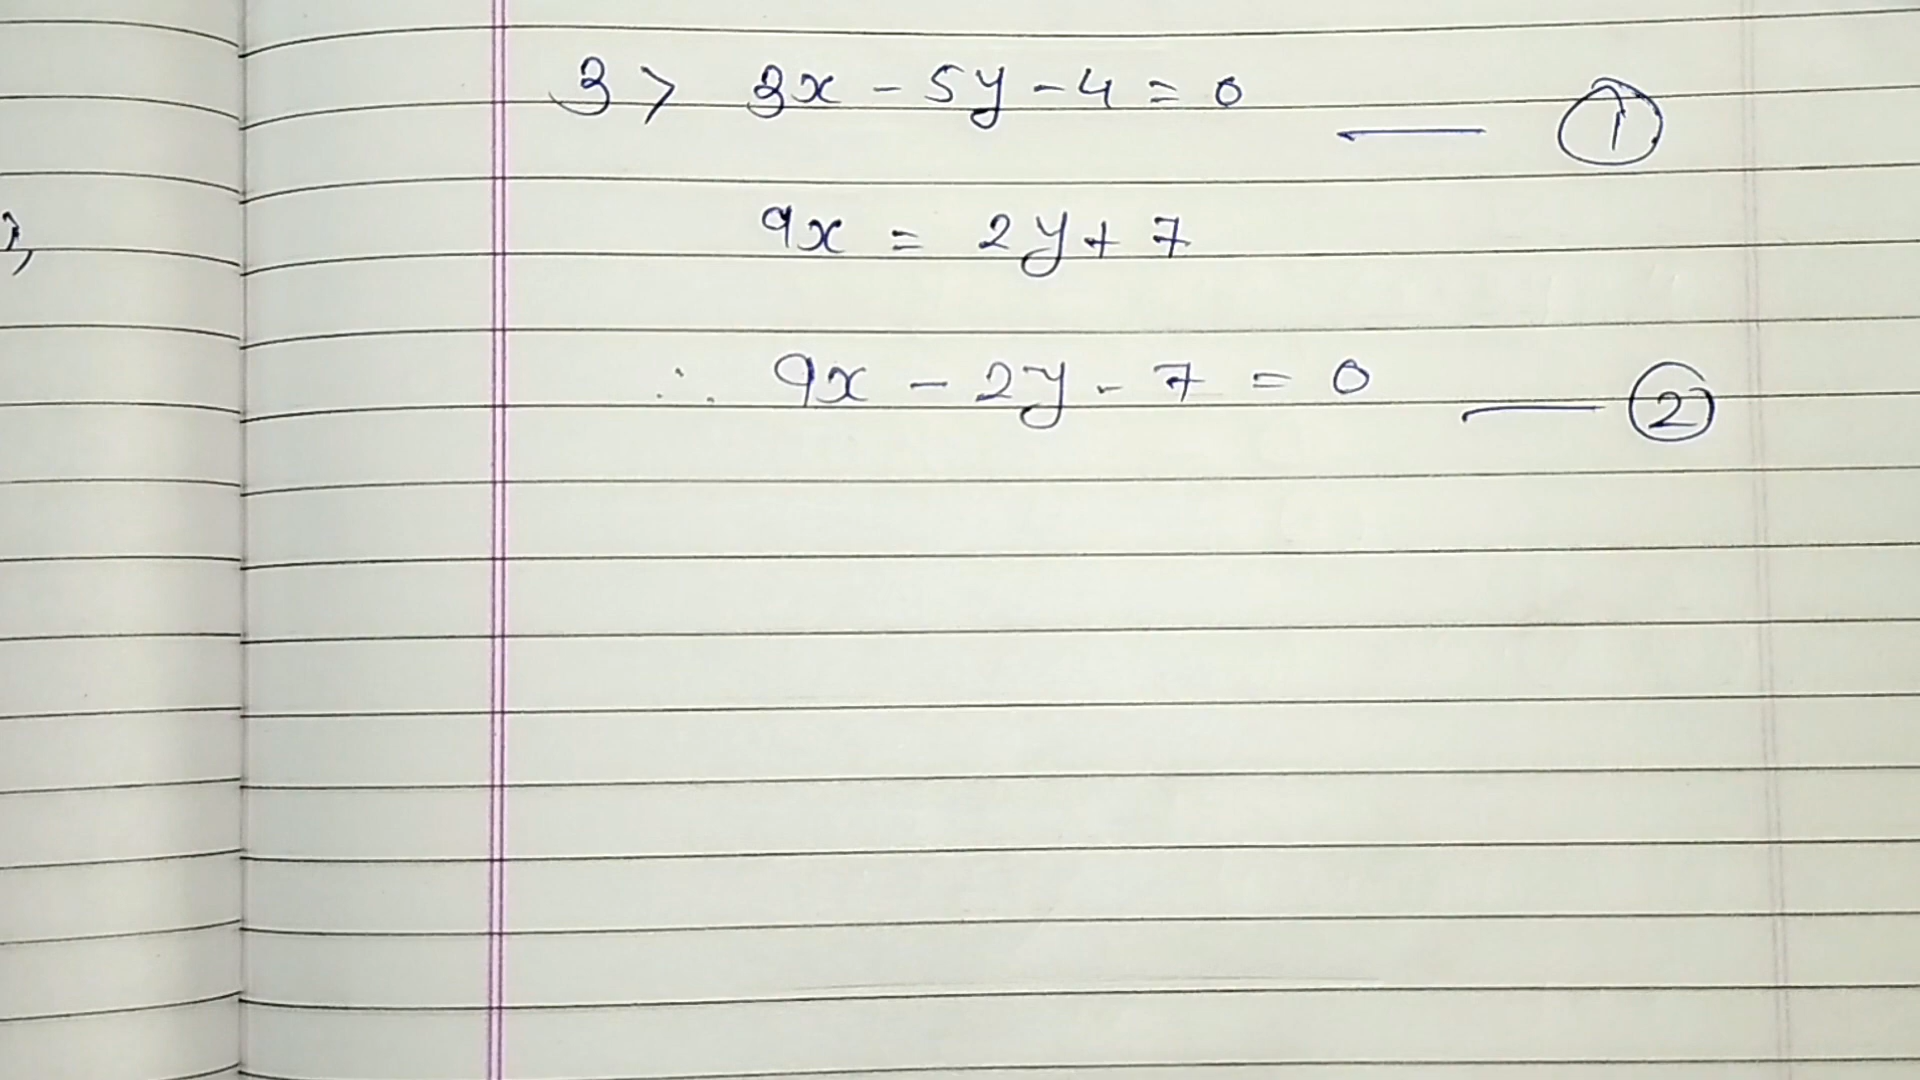 3> 3x - 5y - 4 = 0 — ①
9x = 2y + 7
∴ 9x - 2y - 7 = 0 — ②